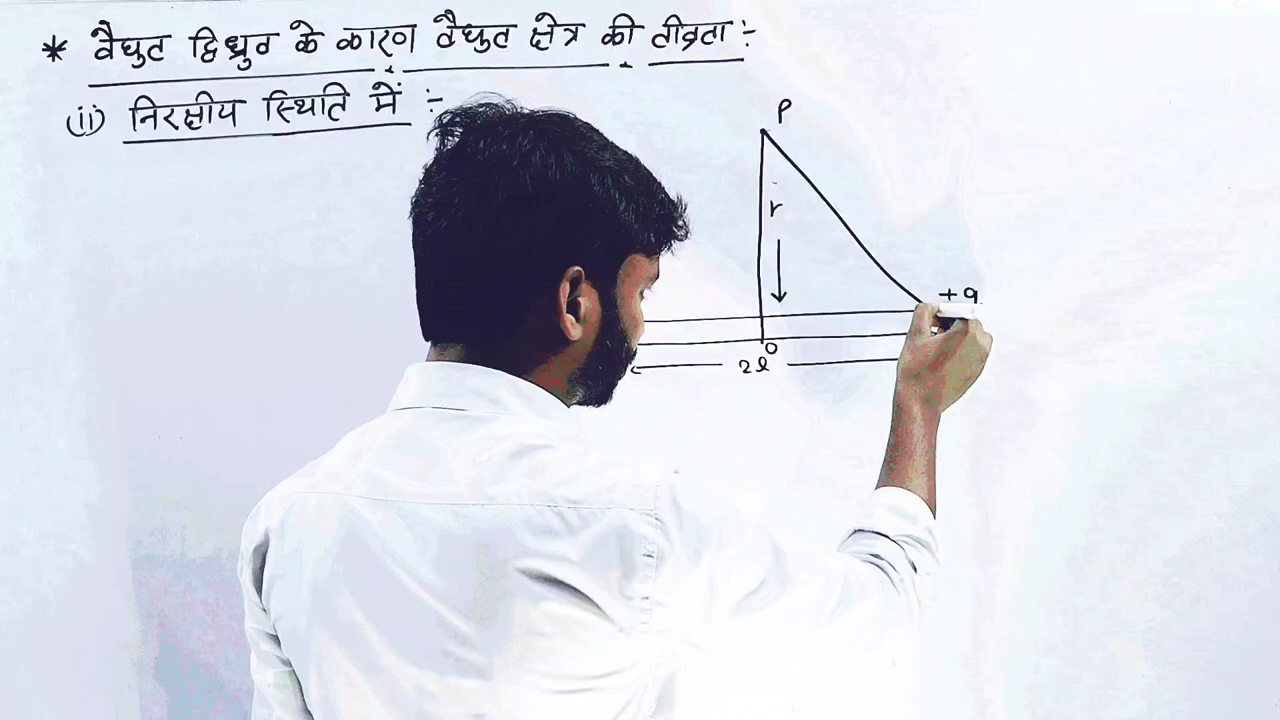 * वैद्युत द्विध्रुव के कारण वैद्युत क्षेत्र की तीव्रता :-
(ii) निरक्षीय स्थिति में :-
P
r
+q
O
2l